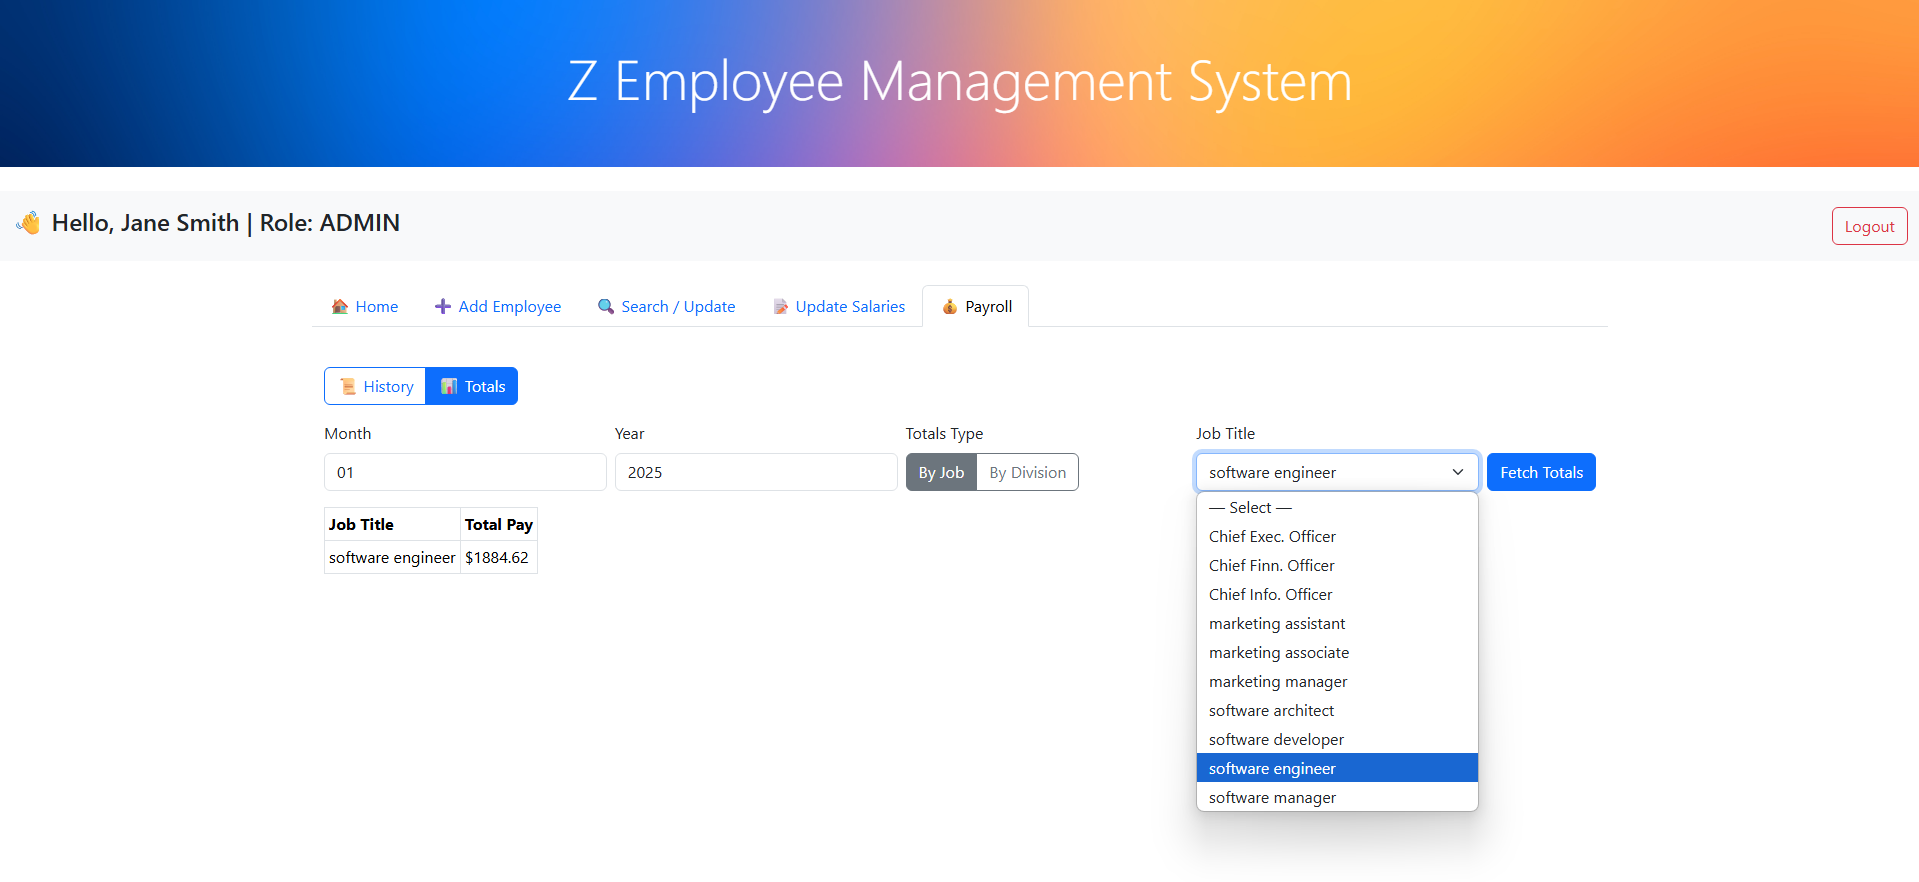 Z Employee Management System
Hello, Jane Smith | Role: ADMIN
Logout
Home
Add Employee
Search / Update
Update Salaries
Payroll
History
Totals
Month
Year
Totals Type
Job Title
01
2025
By Job
By Division
software engineer
Fetch Totals
Job Title Total Pay
software engineer $1884.62
— Select —
Chief Exec. Officer
Chief Finn. Officer
Chief Info. Officer
marketing assistant
marketing associate
marketing manager
software architect
software developer
software engineer
software manager